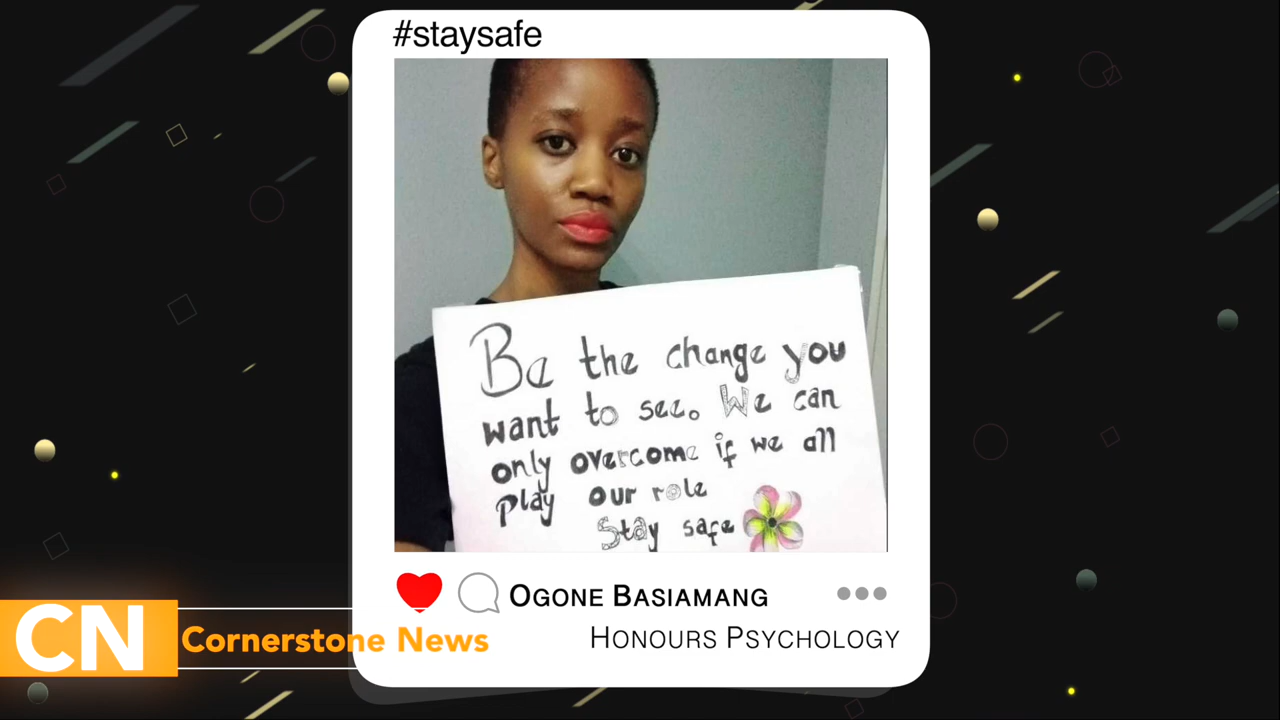 #staysafe
Be the change you
want to see. We can
only overcome if we all
play our role
Stay safe
OGONE BASIAMANG
HONOURS PSYCHOLOGY
CN
Cornerstone News